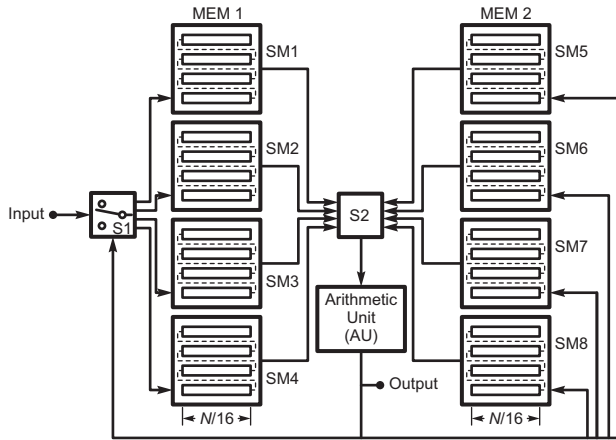 MEM 1
MEM 2
SM1
SM5
SM2
SM6
Input
S1
S2
SM3
SM7
Arithmetic
Unit
(AU)
SM4
SM8
Output
N/16
N/16